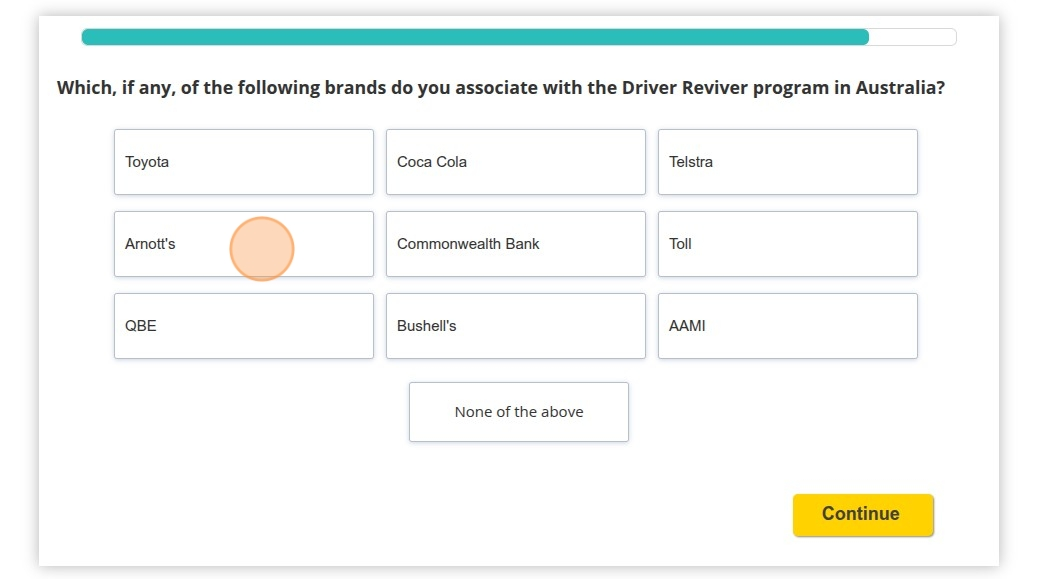 Which, if any, of the following brands do you associate with the Driver Reviver program in Australia?
Toyota
Coca Cola
Telstra
Arnott's
Commonwealth Bank
Toll
QBE
Bushell's
AAMI
None of the above
Continue